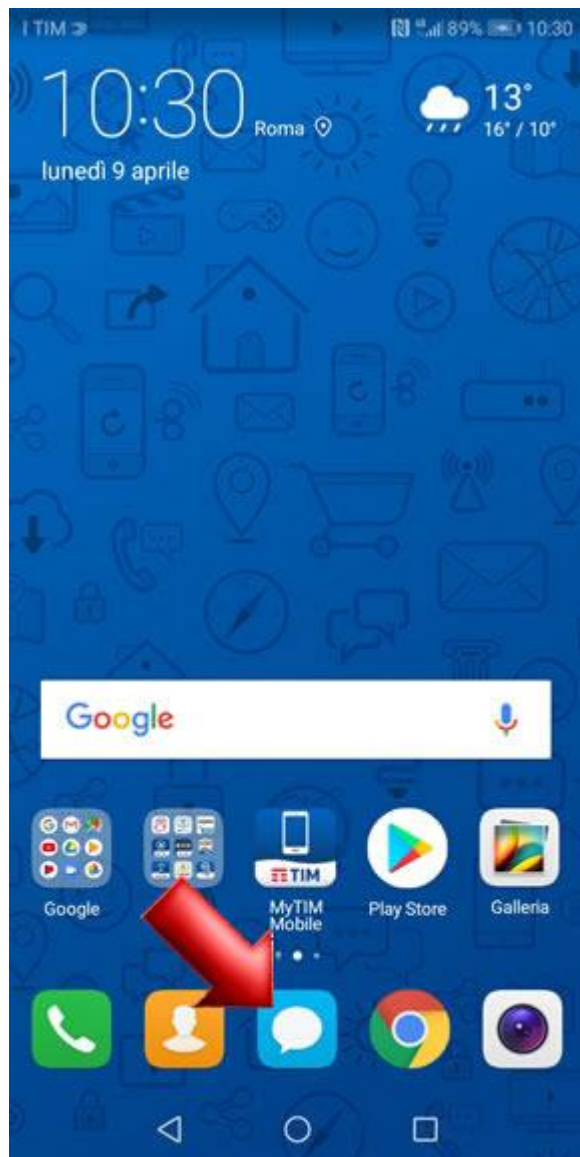 I TIM
89% 10:30
10:30
Roma
13°
16° / 10°
lunedì 9 aprile
Google
TIM
Google
MyTIM
Mobile
Play Store
Galleria